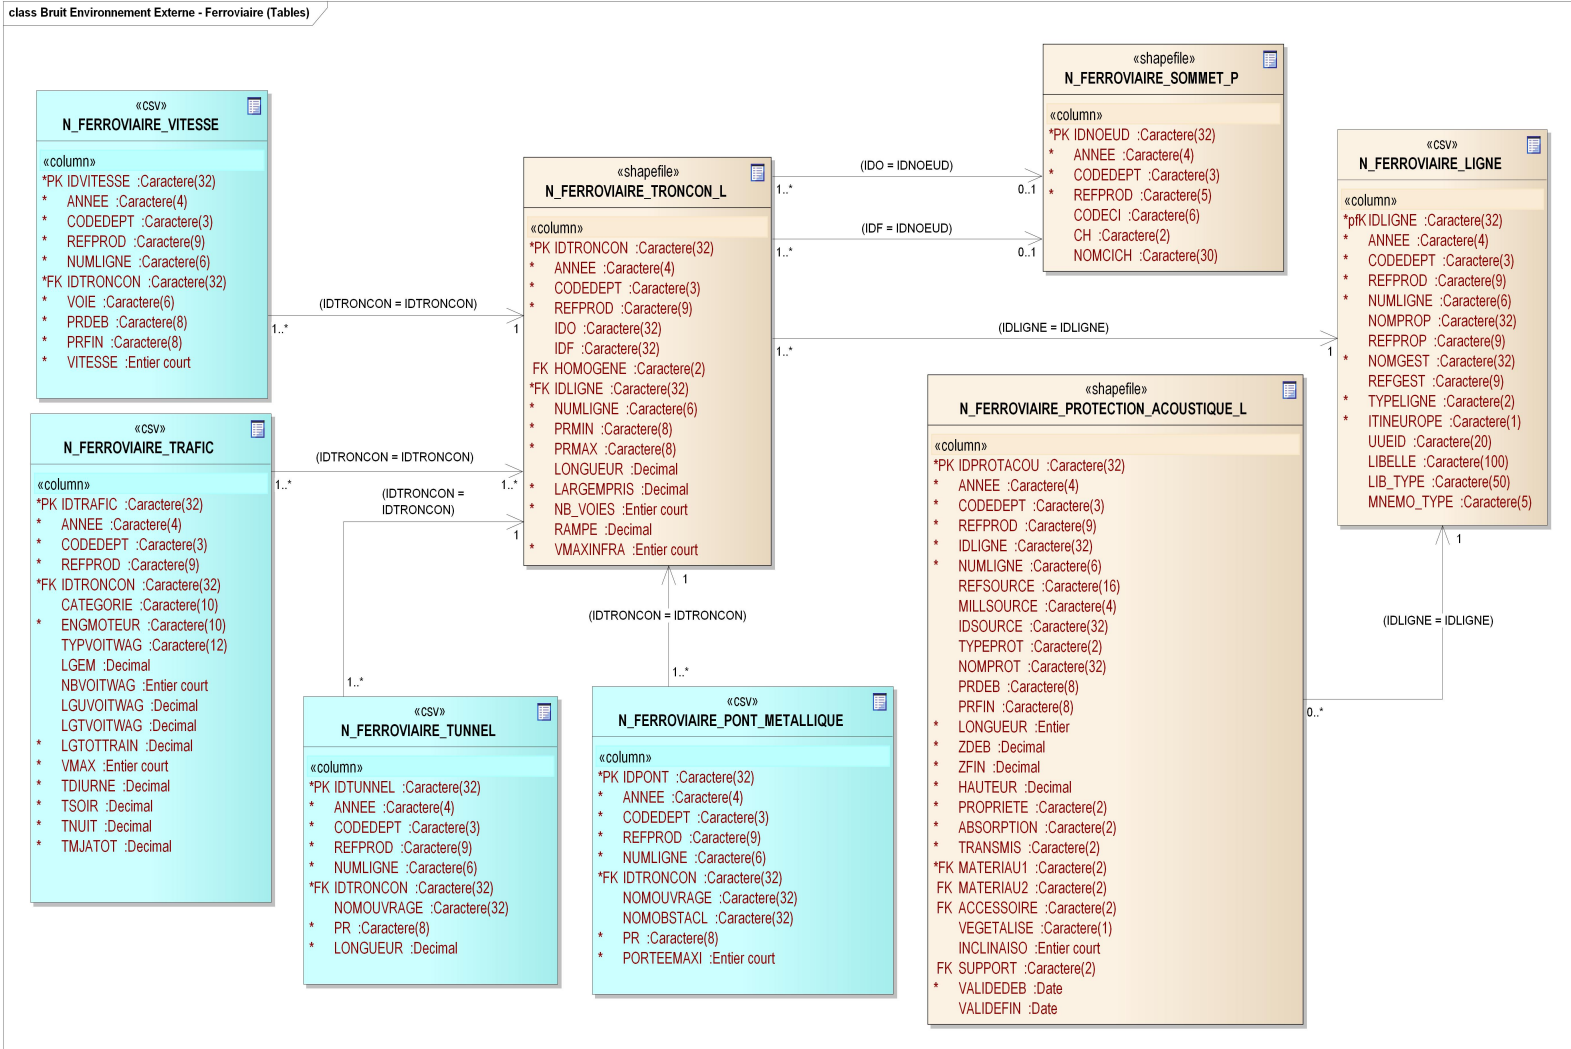 class Bruit Environnement Externe - Ferroviaire (Tables)
«csv»
N_FERROVIAIRE_VITESSE
«column»
*PK IDVITESSE :Caractere(32)
* ANNEE :Caractere(4)
* CODEDEPT :Caractere(3)
* REFPROD :Caractere(9)
* NUMLIGNE :Caractere(6)
*FK IDTRONCON :Caractere(32)
* VOIE :Caractere(6)
* PRDEB :Caractere(8)
* PRFIN :Caractere(8)
* VITESSE :Entier court
(IDTRONCON = IDTRONCON)
1..*
1
«csv»
N_FERROVIAIRE_TRAFIC
«column»
*PK IDTRAFIC :Caractere(32)
* ANNEE :Caractere(4)
* CODEDEPT :Caractere(3)
* REFPROD :Caractere(9)
*FK IDTRONCON :Caractere(32)
CATEGORIE :Caractere(10)
* ENGMOTEUR :Caractere(10)
TYPVOITWAG :Caractere(12)
LGEM :Decimal
NBVOITWAG :Entier court
LGUVOITWAG :Decimal
LGTVOITWAG :Decimal
* LGTOTTRAIN :Decimal
* VMAX :Entier court
* TDIURNE :Decimal
* TSOIR :Decimal
* TNUIT :Decimal
* TMJATOT :Decimal
(IDTRONCON = IDTRONCON)
1..*
1..*
(IDTRONCON =
IDTRONCON)
1
1..*
«shapefile»
N_FERROVIAIRE_TRONCON_L
«column»
*PK IDTRONCON :Caractere(32)
* ANNEE :Caractere(4)
* CODEDEPT :Caractere(3)
* REFPROD :Caractere(9)
IDO :Caractere(32)
IDF :Caractere(32)
FK HOMOGENE :Caractere(2)
*FK IDLIGNE :Caractere(32)
* NUMLIGNE :Caractere(6)
* PRMIN :Caractere(8)
* PRMAX :Caractere(8)
LONGUEUR :Decimal
* LARGEMPRIS :Decimal
* NB_VOIES :Entier court
RAMPE :Decimal
* VMAXINFRA :Entier court
1
(IDTRONCON = IDTRONCON)
1..*
«csv»
N_FERROVIAIRE_TUNNEL
«column»
*PK IDTUNNEL :Caractere(32)
* ANNEE :Caractere(4)
* CODEDEPT :Caractere(3)
* REFPROD :Caractere(9)
* NUMLIGNE :Caractere(6)
*FK IDTRONCON :Caractere(32)
NOMOUVRAGE :Caractere(32)
* PR :Caractere(8)
* LONGUEUR :Decimal
«csv»
N_FERROVIAIRE_PONT_METALLIQUE
«column»
*PK IDPONT :Caractere(32)
* ANNEE :Caractere(4)
* CODEDEPT :Caractere(3)
* REFPROD :Caractere(9)
* NUMLIGNE :Caractere(6)
*FK IDTRONCON :Caractere(32)
NOMOUVRAGE :Caractere(32)
NOMOBSTACL :Caractere(32)
* PR :Caractere(8)
* PORTEEMAXI :Entier court
(IDO = IDNOEUD)
1..*
0..1
(IDF = IDNOEUD)
1..*
0..1
«shapefile»
N_FERROVIAIRE_SOMMET_P
«column»
*PK IDNOEUD :Caractere(32)
* ANNEE :Caractere(4)
* CODEDEPT :Caractere(3)
* REFPROD :Caractere(5)
CODECI :Caractere(6)
CH :Caractere(2)
NOMCICH :Caractere(30)
(IDLIGNE = IDLIGNE)
1..*
1
«csv»
N_FERROVIAIRE_LIGNE
«column»
*pfK IDLIGNE :Caractere(32)
* ANNEE :Caractere(4)
* CODEDEPT :Caractere(3)
* REFPROD :Caractere(9)
* NUMLIGNE :Caractere(6)
NOMPROP :Caractere(32)
REFPROP :Caractere(9)
* NOMGEST :Caractere(32)
REFGEST :Caractere(9)
* TYPELIGNE :Caractere(2)
* ITINEUROPE :Caractere(1)
UUEID :Caractere(20)
LIBELLE :Caractere(100)
LIB_TYPE :Caractere(50)
MNEMO_TYPE :Caractere(5)
1
(IDLIGNE = IDLIGNE)
0..*
«shapefile»
N_FERROVIAIRE_PROTECTION_ACOUSTIQUE_L
«column»
*PK IDPROTACOU :Caractere(32)
* ANNEE :Caractere(4)
* CODEDEPT :Caractere(3)
* REFPROD :Caractere(9)
* IDLIGNE :Caractere(32)
* NUMLIGNE :Caractere(6)
REFSOURCE :Caractere(16)
MILLSOURCE :Caractere(4)
IDSOURCE :Caractere(32)
TYPEPROT :Caractere(2)
NOMPROT :Caractere(32)
PRDEB :Caractere(8)
PRFIN :Caractere(8)
* LONGUEUR :Entier
* ZDEB :Decimal
* ZFIN :Decimal
* HAUTEUR :Decimal
* PROPRIETE :Caractere(2)
* ABSORPTION :Caractere(2)
* TRANSMIS :Caractere(2)
*FK MATERIAU1 :Caractere(2)
FK MATERIAU2 :Caractere(2)
FK ACCESSOIRE :Caractere(2)
VEGETALISE :Caractere(1)
INCLINAISO :Entier court
FK SUPPORT :Caractere(2)
* VALIDEDEB :Date
VALIDEFIN :Date